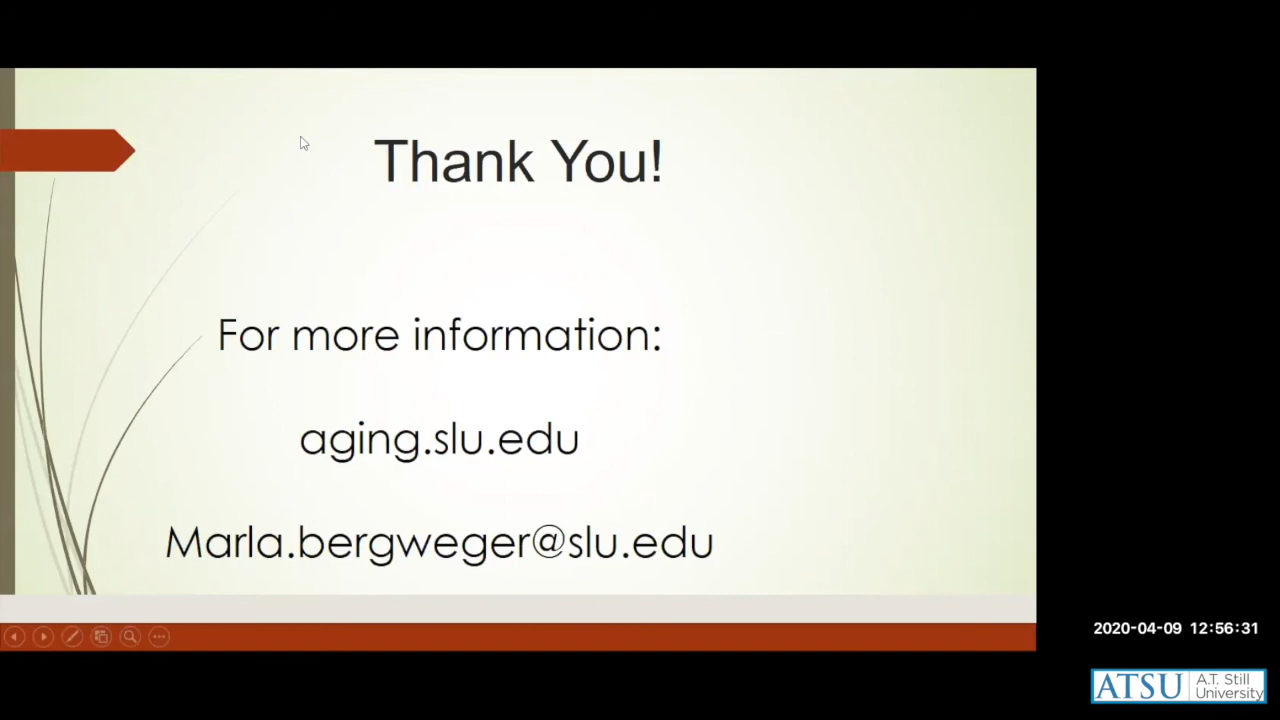 Thank You!
For more information:
aging.slu.edu
Marla.bergweger@slu.edu
2020-04-09 12:56:31
ATSU A.T. Still
University